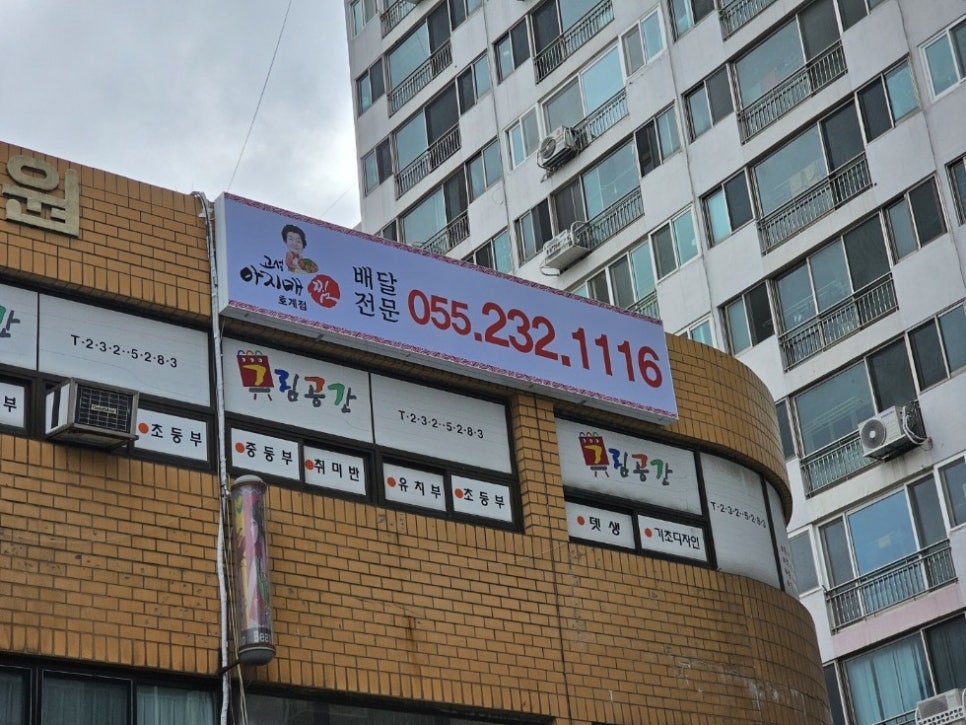 원
고성
아지매
낌
호계점
배달
전문
055.232.1116
간
T·2·3·2··5·2·8·3
부
초등부
그림공간
T·2·3·2··5·2·8·3
중등부
취미반
유치부
초등부
그림공간
T·2·3·2··5·2·8·3
뎃생
기초디자인